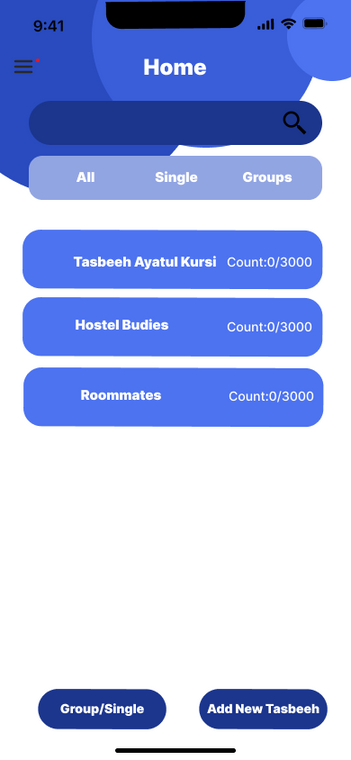 9:41
Home
All Single Groups
Tasbeeh Ayatul Kursi Count:0/3000
Hostel Budies Count:0/3000
Roommates Count:0/3000
Group/Single Add New Tasbeeh